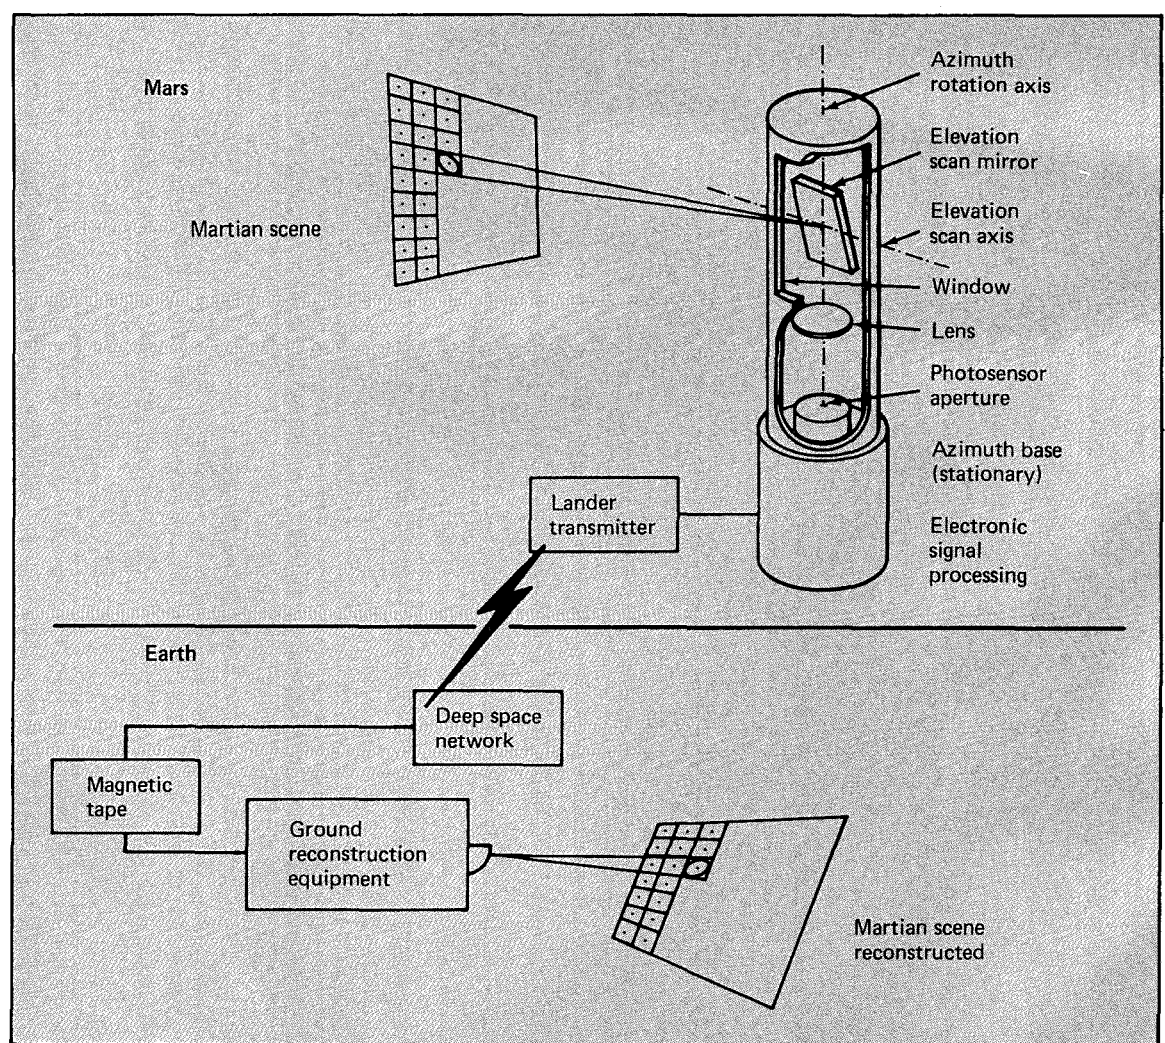 Mars
Azimuth
rotation axis
Elevation
scan mirror
Martian scene
Elevation
scan axis
Window
Lens
Photosensor
aperture
Azimuth base
(stationary)
Lander
transmitter
Electronic
signal
processing
Earth
Deep space
network
Magnetic
tape
Ground
reconstruction
equipment
Martian scene
reconstructed